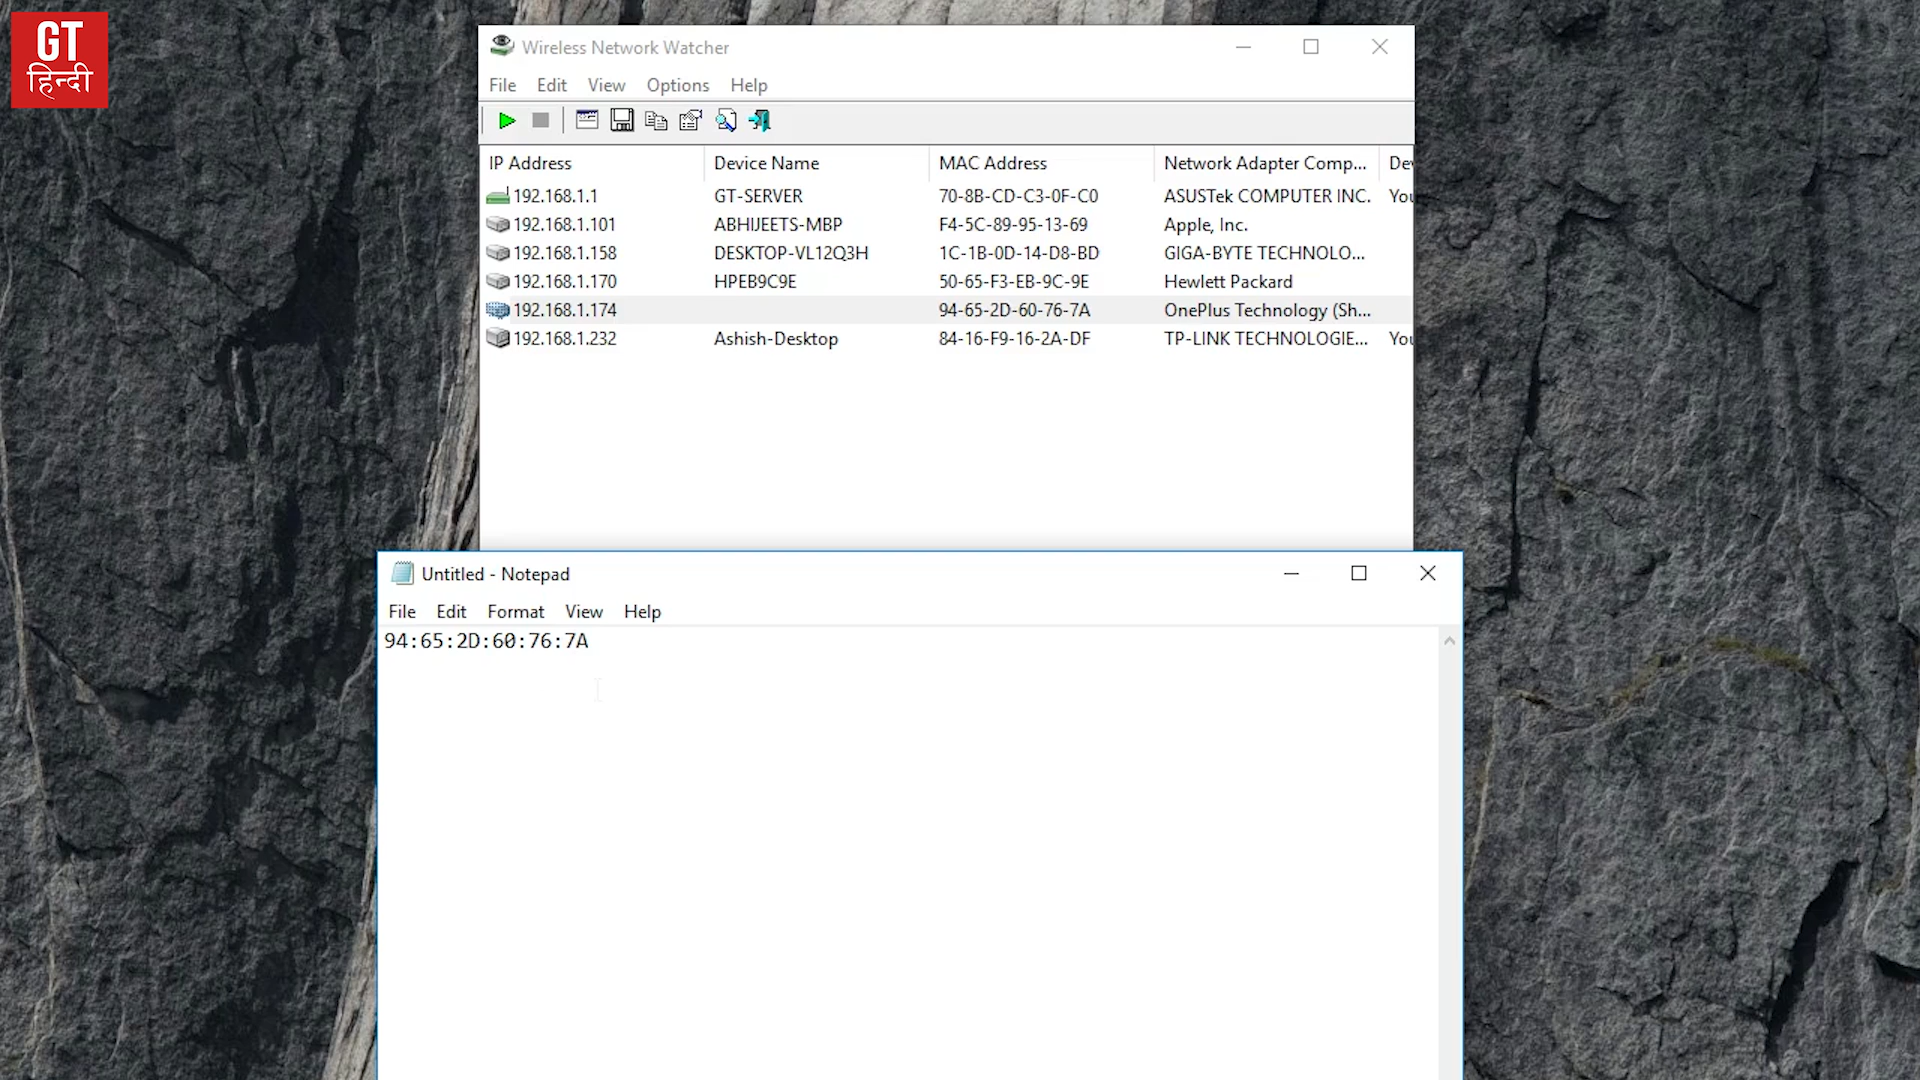 GT
हिन्दी
Wireless Network Watcher
File Edit View Options Help
IP Address Device Name MAC Address Network Adapter Comp...
192.168.1.1 GT-SERVER 70-8B-CD-C3-0F-C0 ASUSTek COMPUTER INC.
192.168.1.101 ABHIJEETS-MBP F4-5C-89-95-13-69 Apple, Inc.
192.168.1.158 DESKTOP-VL12Q3H 1C-1B-0D-14-D8-BD GIGA-BYTE TECHNOLO...
192.168.1.170 HPEB9C9E 50-65-F3-EB-9C-9E Hewlett Packard
192.168.1.174 94-65-2D-60-76-7A OnePlus Technology (Sh...
192.168.1.232 Ashish-Desktop 84-16-F9-16-2A-DF TP-LINK TECHNOLOGIE...
Untitled - Notepad
File Edit Format View Help
94:65:2D:60:76:7A